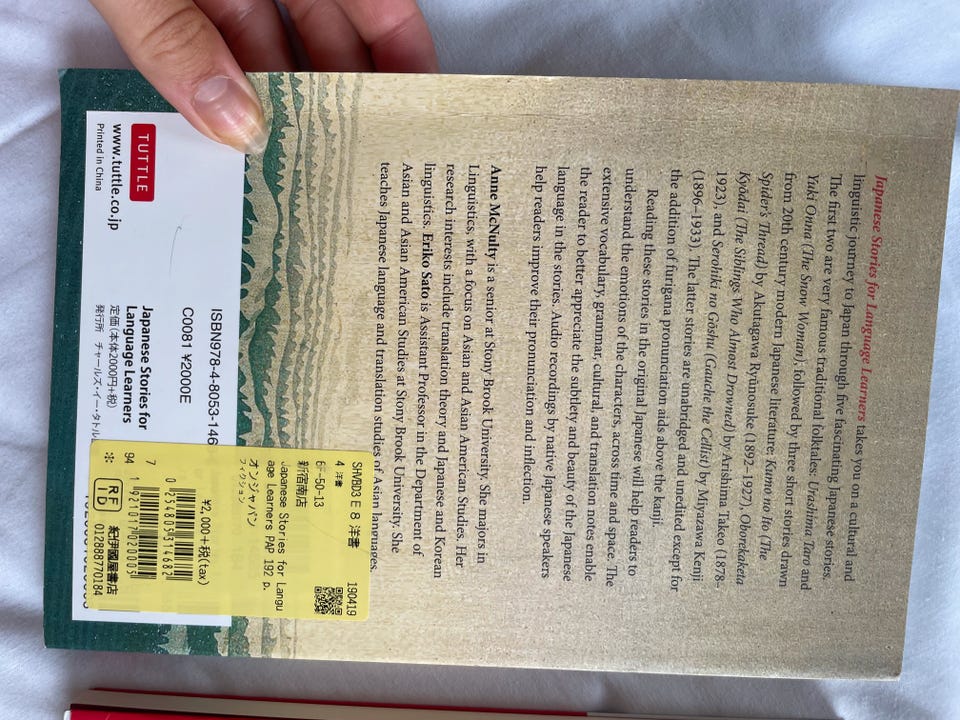 Japanese Stories for Language Learners takes you on a cultural and
linguistic journey to Japan through five fascinating Japanese stories.
The first two are very famous traditional folktales: Urashima Taro and
Yuki Onna (The Snow Woman), followed by three short stories drawn
from 20th century modern Japanese literature: Kumo no Ito (The
Spider's Thread) by Akutagawa Ryūnosuke (1892–1927), Oborekaketa
Kyōdai (The Siblings Who Almost Drowned) by Arishima Takeo (1878–
1923), and Serohiki no Gōshu (Gauche the Cellist) by Miyazawa Kenji
(1896–1933). The latter stories are unabridged and unedited except for
the addition of furigana pronunciation aids above the kanji.
Reading these stories in the original Japanese will help readers to
understand the emotions of the characters, across time and space. The
extensive vocabulary, grammar, cultural, and translation notes enable
the reader to better appreciate the subtlety and beauty of the Japanese
language in the stories. Audio recordings by native Japanese speakers
help readers improve their pronunciation and inflection.
Anne McNulty is a senior at Stony Brook University. She majors in
Linguistics, with a focus on Asian and Asian American Studies. Her
research interests include translation theory and Japanese and Korean
linguistics. Eriko Sato is Assistant Professor in the Department of
Asian and Asian American Studies at Stony Brook University. She
teaches Japanese language and translation studies of Asian languages.
TUTTLE
www.tuttle.co.jp
Printed in China
ISBN978-4-8053-146
C0081 ¥2000E
Japanese Stories for
Language Learners
定価(本体2000円+税)
発行所 チャールズ・イー・タトル
190419
SHVBD3 E 8 洋書
4 洋書
6F-50-13
新宿南店
Japanese Stories for Langu
age Learners PAP 192 p.
オン・ジャパン
フィクション
¥2,000+税(tax)
0 254805314682
7
1921017002003
94
RFID
紀伊國屋書店
012888770184